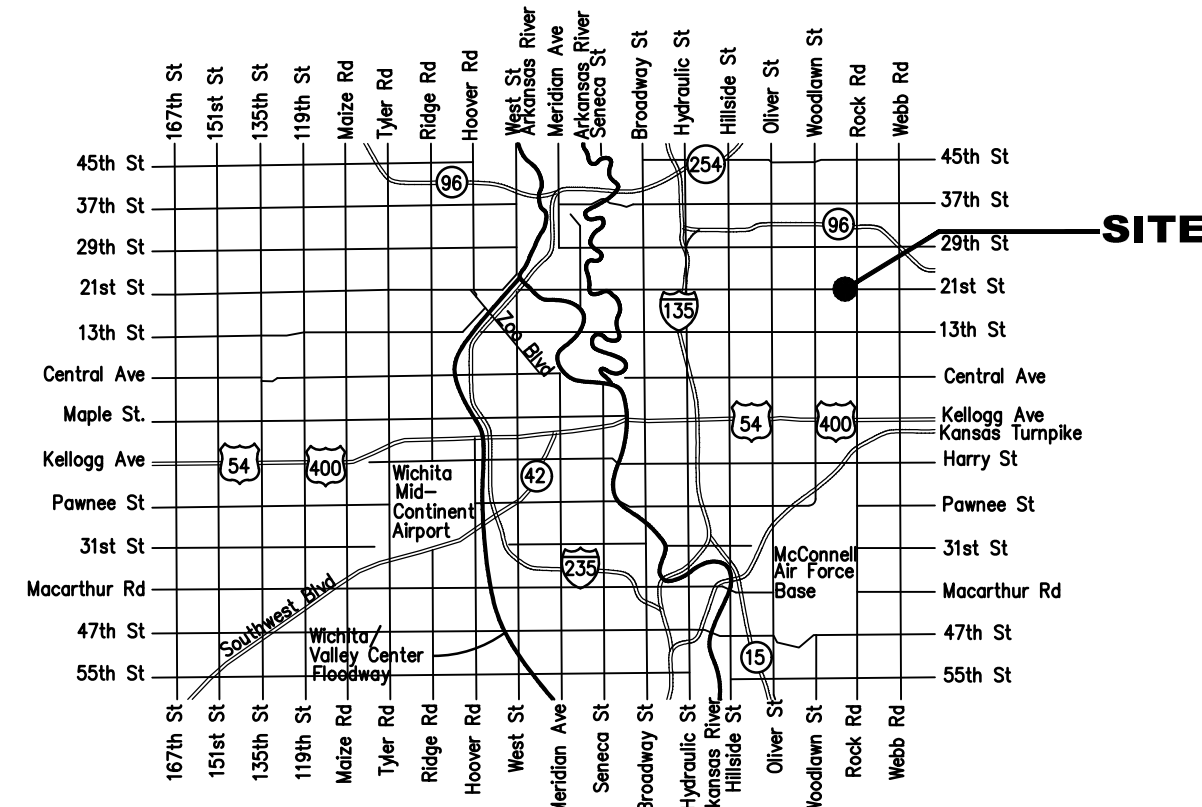 167th St
151st St
135th St
119th St
Maize Rd
Tyler Rd
Ridge Rd
Hoover Rd
West St
Arkansas River
Meridian Ave
Arkansas River
Seneca St
Broadway St
Hydraulic St
Hillside St
Oliver St
Woodlawn St
Rock Rd
Webb Rd
45th St
254
45th St
96
37th St
37th St
96
SITE
29th St
29th St
21st St
21st St
135
Zoo Blvd
13th St
13th St
Central Ave
Central Ave
Maple St.
54
400
Kellogg Ave
Kansas Turnpike
Kellogg Ave
54
400
Harry St
Wichita
Mid-
Continent
Airport
42
Pawnee St
Pawnee St
31st St
31st St
McConnell
Air Force
Base
235
Macarthur Rd
Macarthur Rd
Southwest Blvd
47th St
47th St
Wichita/
Valley Center
Floodway
15
55th St
55th St
167th St
151st St
135th St
119th St
Maize Rd
Tyler Rd
Ridge Rd
Hoover Rd
West St
Meridian Ave
Seneca St
Broadway St
Hydraulic St
kansas River
Hillside St
Oliver St
Woodlawn St
Rock Rd
Webb Rd